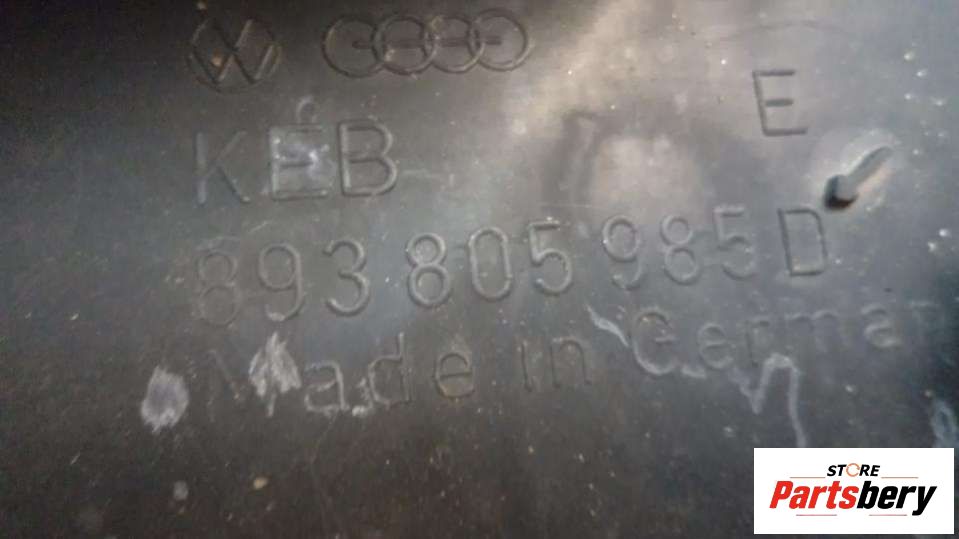 E
KEB
893 805 985 D
Made in German
STORE
Partsbery